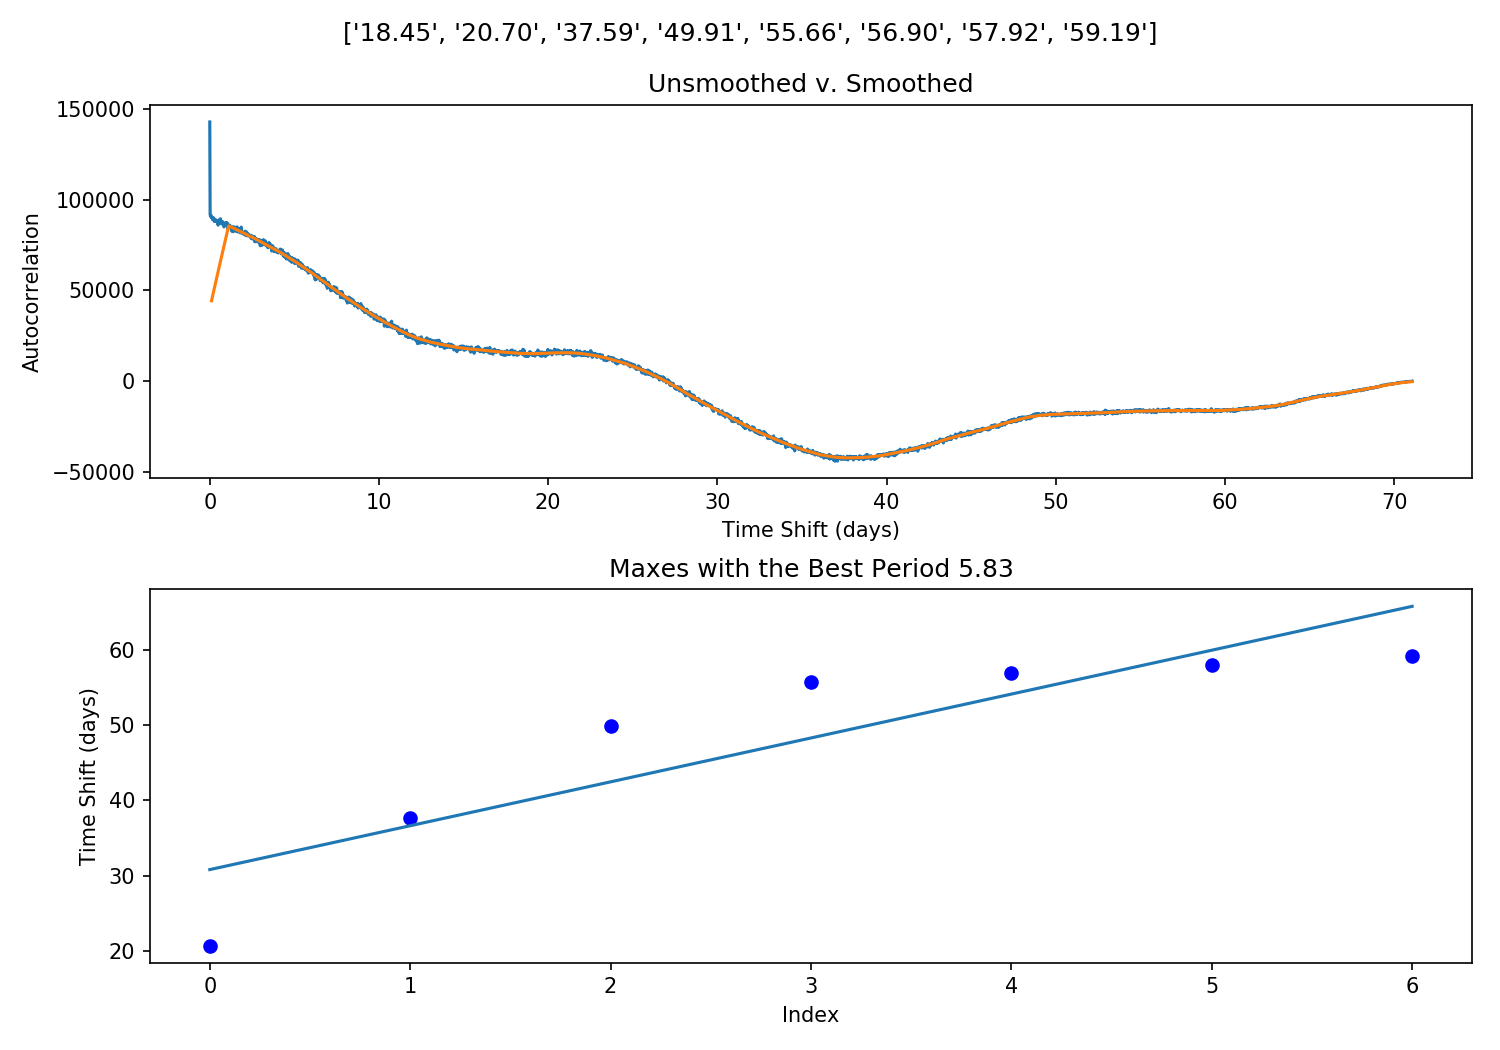 ['18.45', '20.70', '37.59', '49.91', '55.66', '56.90', '57.92', '59.19']
Unsmoothed v. Smoothed
150000
100000
50000
0
−50000
Autocorrelation
0 10 20 30 40 50 60 70
Time Shift (days)
Maxes with the Best Period 5.83
60
50
40
30
20
Time Shift (days)
0 1 2 3 4 5 6
Index